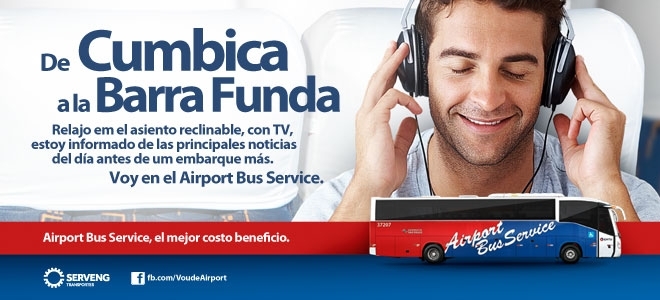 De Cumbica
a la Barra Funda
Relajo em el asiento reclinable, con TV,
estoy informado de las principales noticias
del día antes de um embarque más.
Voy en el Airport Bus Service.
37207
Airport
Bus Service
Airport Bus Service, el mejor costo beneficio.
SERVENG
TRANSPORTES
f fb.com/VoudeAirport